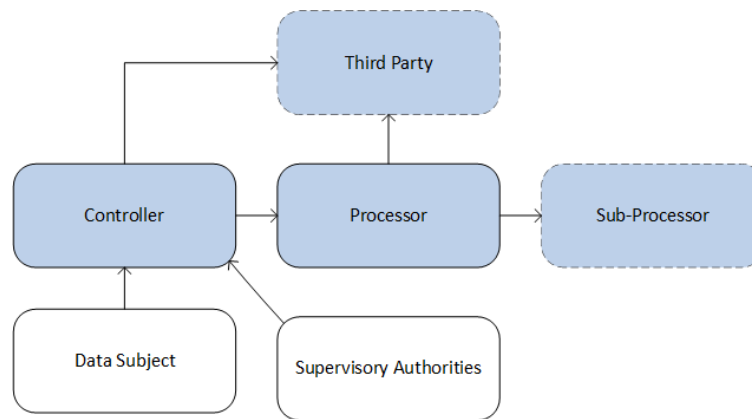 Third Party
Controller
Processor
Sub-Processor
Data Subject
Supervisory Authorities